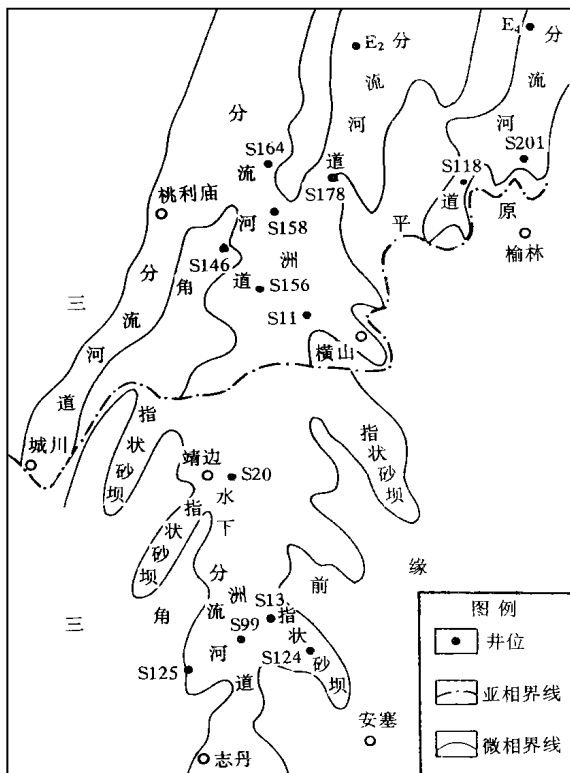 E₂
E₄
分流河道
分流河道
分流河道
S164
S178
S118
S201
桃利庙
S158
榆林
S146
S156
S11
横山
三角洲平原
分流河道
城川
指状砂坝
指状砂坝
靖边
S20
指状砂坝
水下分流河道
三角洲前缘
S13
S99
S124
S125
指状砂坝
安塞
志丹
图例
井位
亚相界线
微相界线